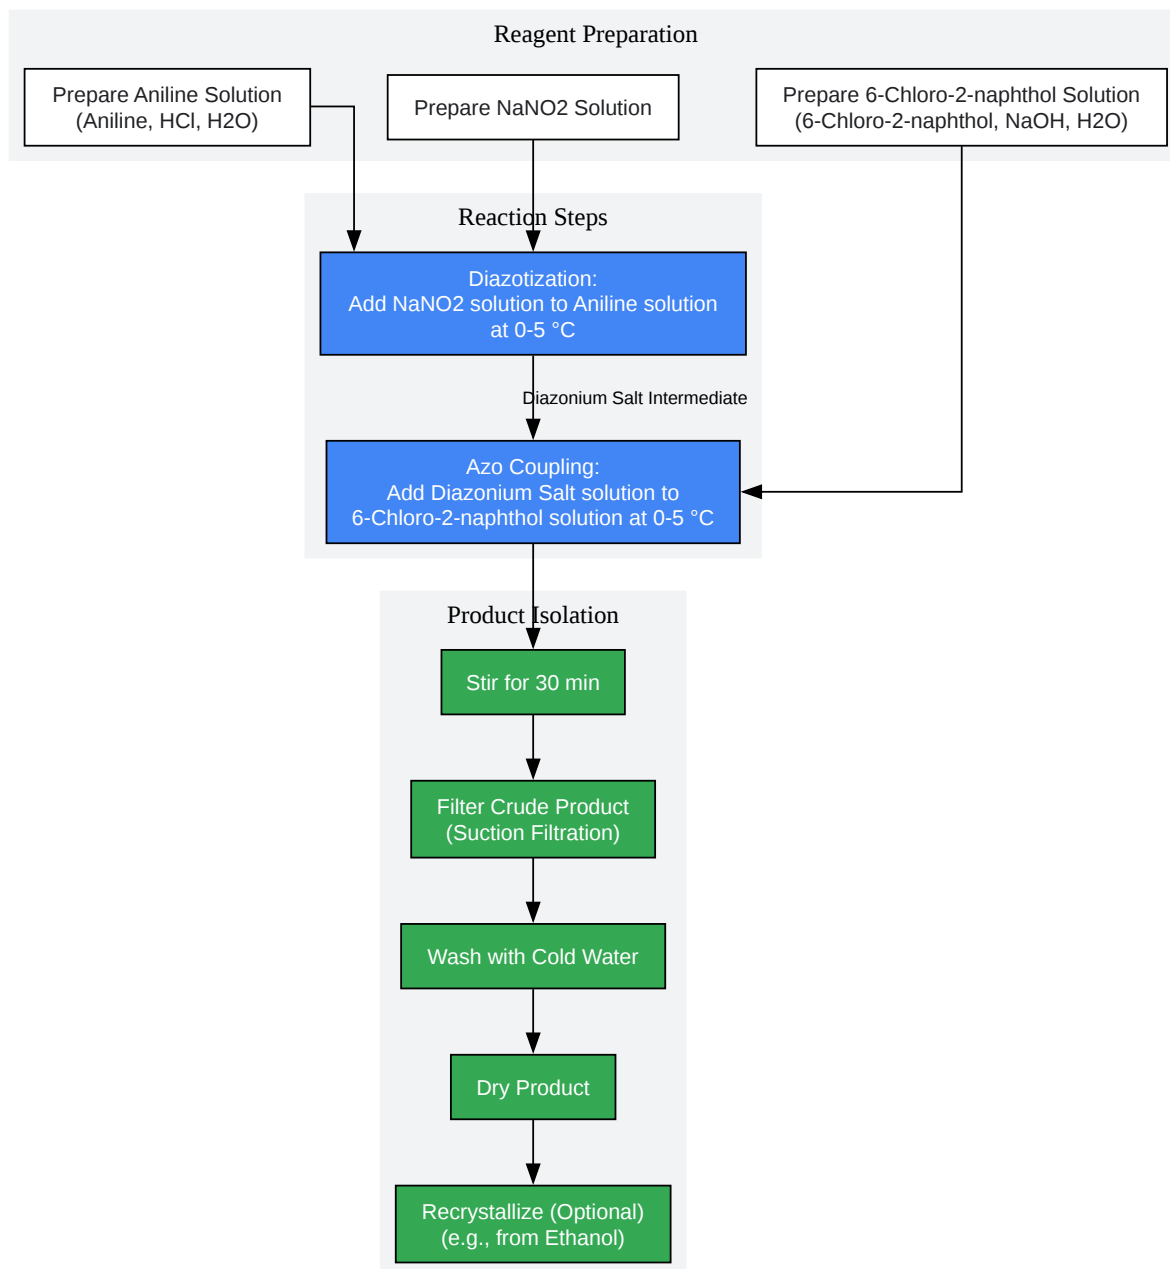 Reagent Preparation
Prepare Aniline Solution
(Aniline, HCl, H2O)
Prepare NaNO2 Solution
Prepare 6-Chloro-2-naphthol Solution
(6-Chloro-2-naphthol, NaOH, H2O)
Reaction Steps
Diazotization:
Add NaNO2 solution to Aniline solution
at 0-5 °C
Diazonium Salt Intermediate
Azo Coupling:
Add Diazonium Salt solution to
6-Chloro-2-naphthol solution at 0-5 °C
Product Isolation
Stir for 30 min
Filter Crude Product
(Suction Filtration)
Wash with Cold Water
Dry Product
Recrystallize (Optional)
(e.g., from Ethanol)